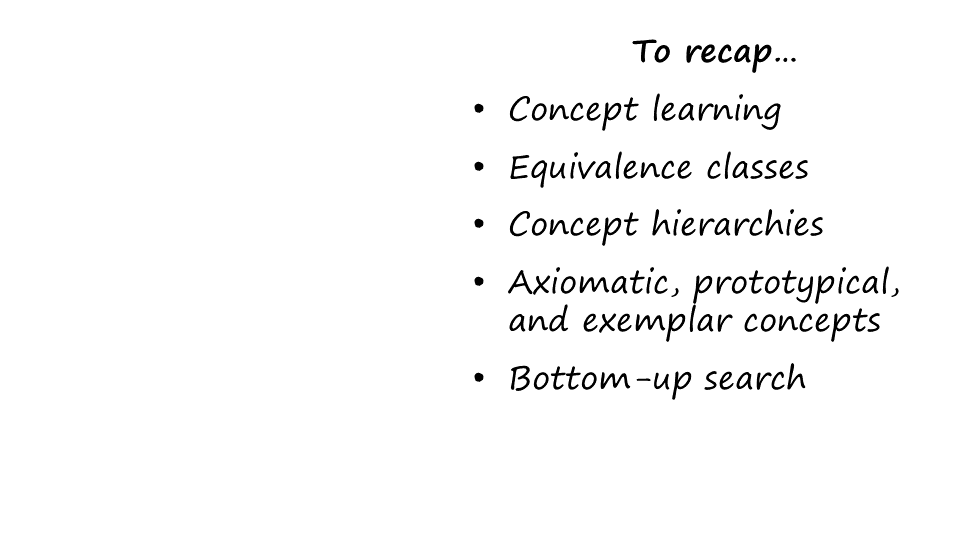 To recap...
• Concept learning
• Equivalence classes
• Concept hierarchies
• Axiomatic, prototypical,
and exemplar concepts
• Bottom-up search